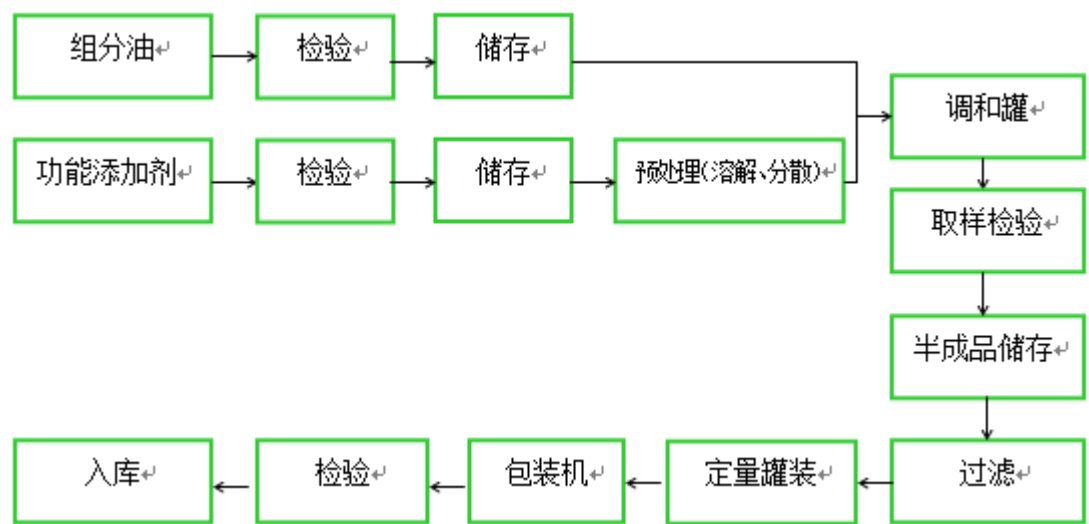 组分油
检验
储存
调和罐
功能添加剂
检验
储存
预处理(溶解、分散)
取样检验
半成品储存
入库
检验
包装机
定量罐装
过滤